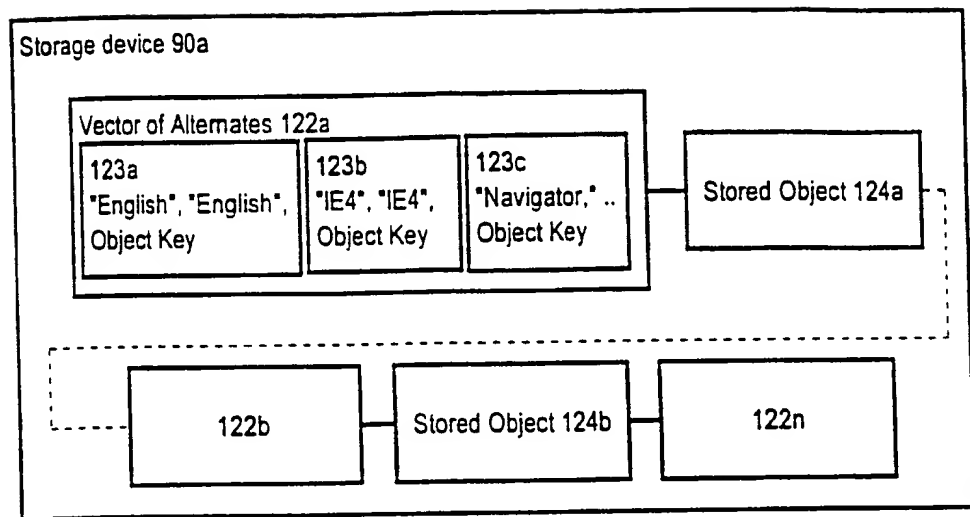 Storage device 90a
Vector of Alternates 122a
123a
"English", "English",
Object Key
123b
"IE4", "IE4",
Object Key
123c
"Navigator," ..
Object Key
Stored Object 124a
122b
Stored Object 124b
122n